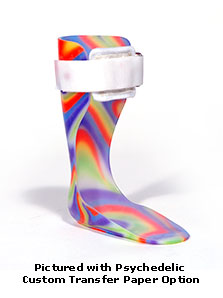 Pictured with Psychedelic
Custom Transfer Paper Option